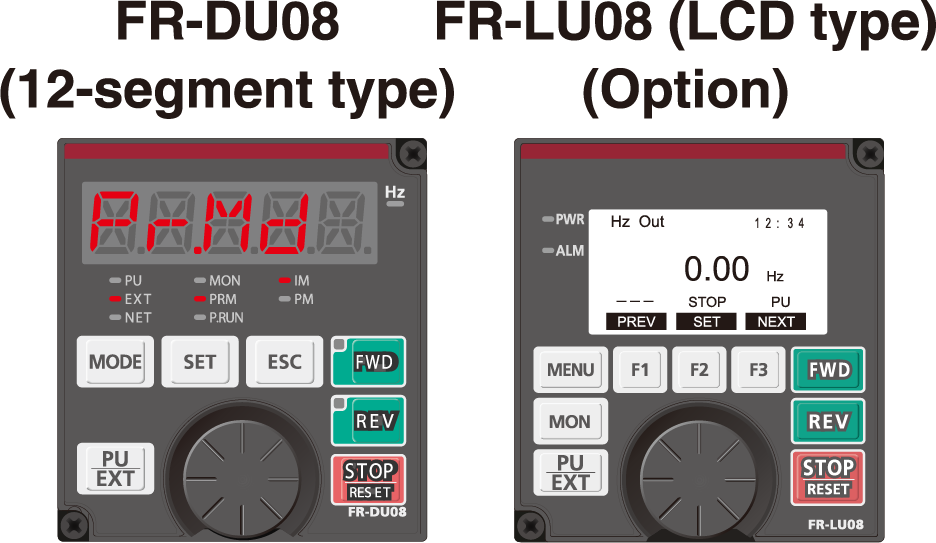 FR-DU08
(12-segment type)
Pr.Md
Hz
PU MON IM
EXT PRM PM
NET P.RUN
MODE SET ESC FWD
REV
PU
EXT
STOP
RESET
FR-DU08
FR-LU08 (LCD type)
(Option)
PWR
ALM
Hz Out 12:34
0.00 Hz
--- STOP PU
PREV SET NEXT
MENU F1 F2 F3 FWD
MON REV
PU
EXT
STOP
RESET
FR-LU08